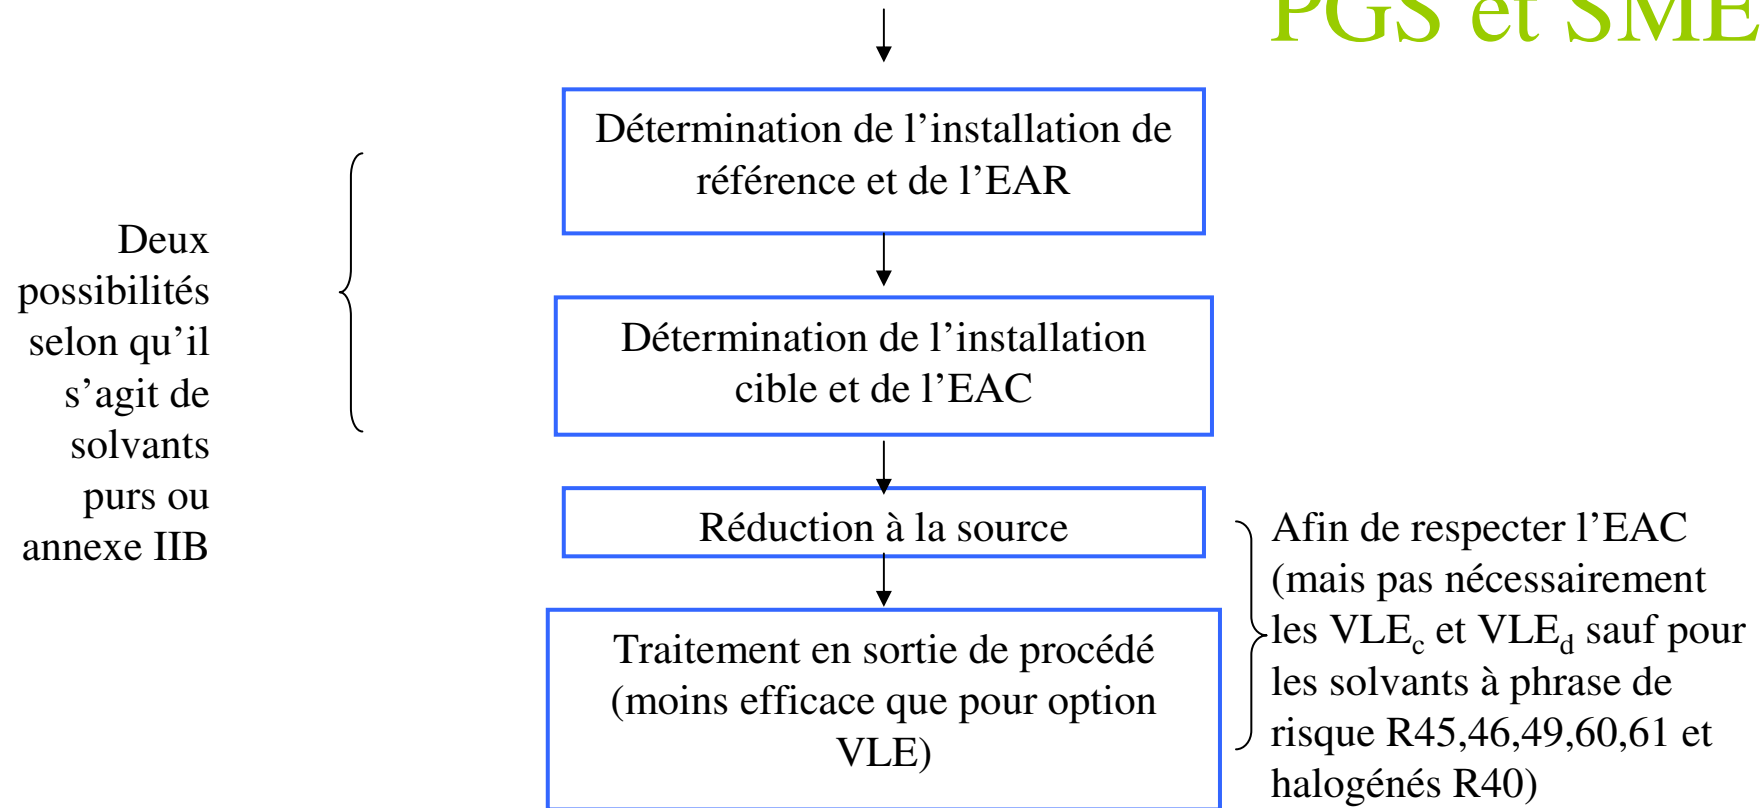 PGS et SME
Détermination de l’installation de
référence et de l’EAR
Deux
possibilités
selon qu’il
s’agit de
solvants
purs ou
annexe IIB
Détermination de l’installation
cible et de l’EAC
Réduction à la source
Traitement en sortie de procédé
(moins efficace que pour option
VLE)
Afin de respecter l’EAC
(mais pas nécessairement
les VLEc et VLEd sauf pour
les solvants à phrase de
risque R45,46,49,60,61 et
halogénés R40)